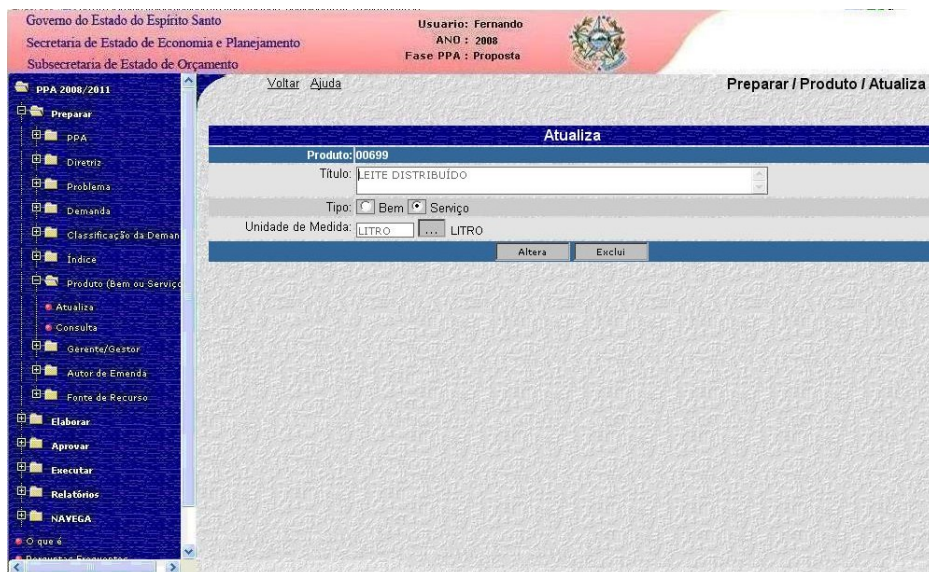 Governo do Estado do Espírito Santo
Secretaria de Estado de Economia e Planejamento
Subsecretaria de Estado de Orçamento
Usuario: Fernando
ANO : 2008
Fase PPA : Proposta
PPA 2008/2011
Preparar
PPA
Diretriz
Problema
Demanda
Classificação da Deman
Índice
Produto (Bem ou Serviço
Atualiza
Consulta
Gerente/Gestor
Autor de Emenda
Fonte de Recurso
Elaborar
Aprovar
Executar
Relatórios
NAVEGA
O que é
Perguntas Frequentes
Voltar Ajuda
Preparar / Produto / Atualiza
Atualiza
Produto: 00699
Título: LEITE DISTRIBUÍDO
Tipo: Bem Serviço
Unidade de Medida: LITRO ... LITRO
Altera Exclui